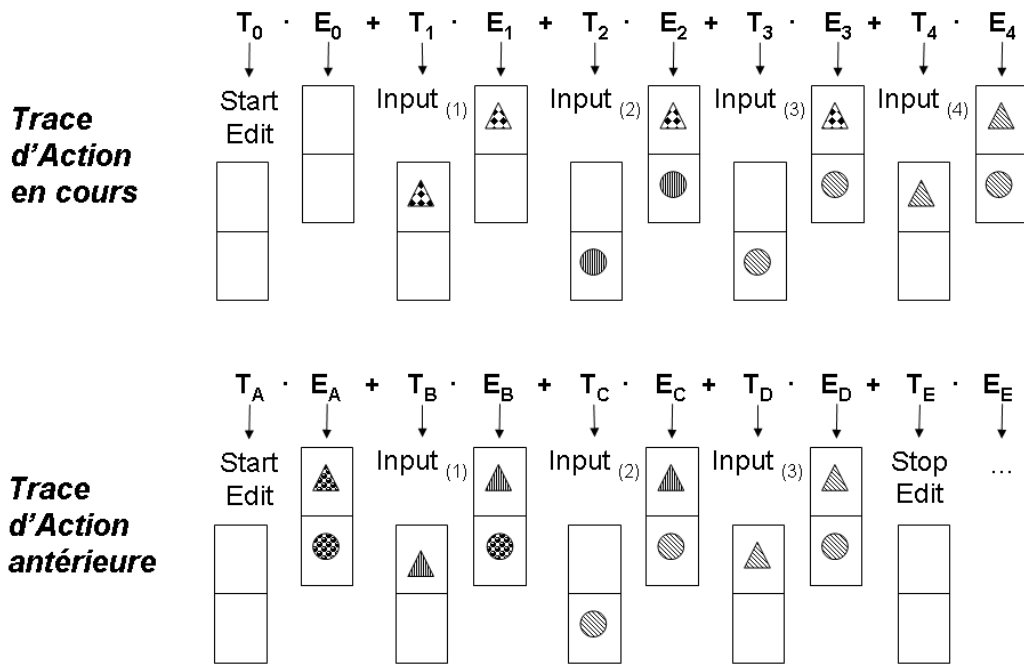 T0 · E0 + T1 · E1 + T2 · E2 + T3 · E3 + T4 · E4
Trace
d'Action
en cours
Start
Edit
Input (1)
Input (2)
Input (3)
Input (4)
TA · EA + TB · EB + TC · EC + TD · ED + TE · EE
Trace
d'Action
antérieure
Start
Edit
Input (1)
Input (2)
Input (3)
Stop
Edit
...